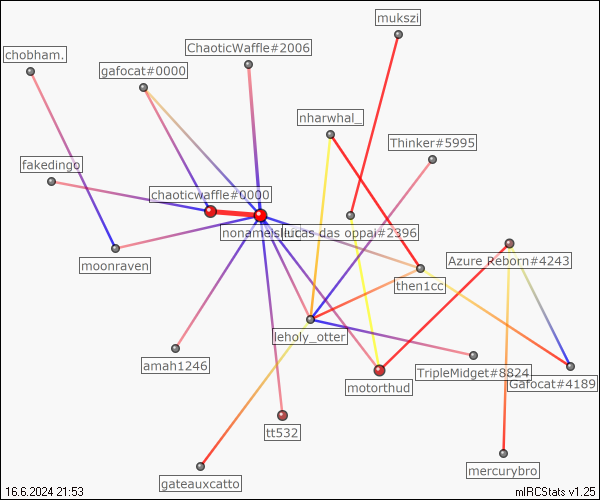 mukszi
ChaoticWaffle#2006
chobham.
gafocat#0000
nharwhal_
Thinker#5995
fakedingo
chaoticwaffle#0000
lucas das oppai#2396
Azure Reborn#4243
moonraven
then1cc
leholy_otter
amah1246
TripleMidget#8824
Gafocat#4189
motorthud
tt532
mercurybro
gateauxcatto
16.6.2024 21:53
mIRCStats v1.25